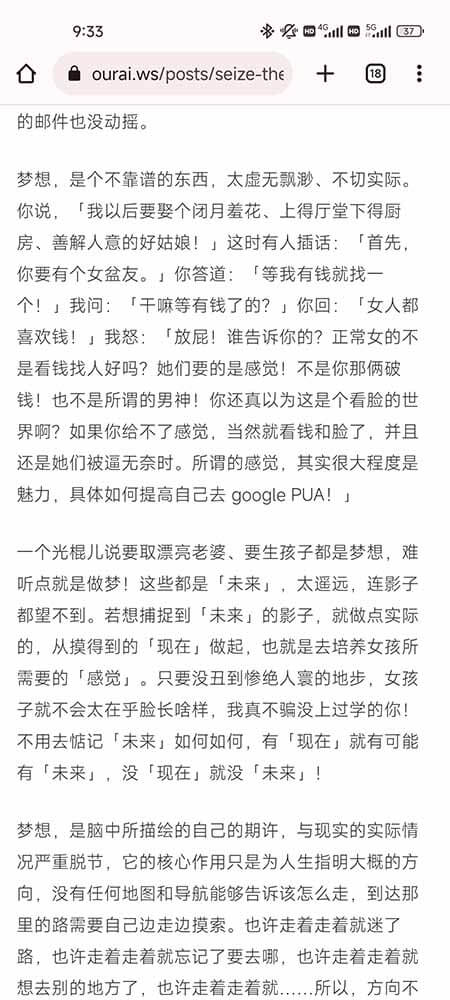 9:33
4G
5G
37
ourai.ws/posts/seize-the
18
的邮件也没动摇。
梦想，是个不靠谱的东西，太虚无飘渺、不切实际。
你说，「我以后要娶个闭月羞花、上得厅堂下得厨
房、善解人意的好姑娘！」这时有人插话：「首先，
你要有个女盆友。」你答道：「等我有钱就找一
个！」我问：「干嘛等有钱了的？」你回：「女人都
喜欢钱！」我怒：「放屁！谁告诉你的？正常女的不
是看钱找人好吗？她们要的是感觉！不是你那俩破
钱！也不是所谓的男神！你还真以为这是个看脸的世
界啊？如果你给不了感觉，当然就看钱和脸了，并且
还是她们被逼无奈时。所谓的感觉，其实很大程度是
魅力，具体如何提高自己去 google PUA！」
一个光棍儿说要取漂亮老婆、要生孩子都是梦想，难
听点就是做梦！这些都是「未来」，太遥远，连影子
都望不到。若想捕捉到「未来」的影子，就做点实际
的，从摸得到的「现在」做起，也就是去培养女孩所
需要的「感觉」。只要没丑到惨绝人寰的地步，女孩
子就不会太在乎脸长啥样，我真不骗没上过学的你！
不用去惦记「未来」如何如何，有「现在」就有可能
有「未来」，没「现在」就没「未来」！
梦想，是脑中所描绘的自己的期许，与现实的实际情
况严重脱节，它的核心作用只是为人生指明大概的方
向，没有任何地图和导航能够告诉该怎么走，到达那
里的路需要自己边走边摸索。也许走着走着就迷了
路，也许走着走着就忘记了要去哪，也许走着走着就
想去别的地方了，也许走着走着就……所以，方向不